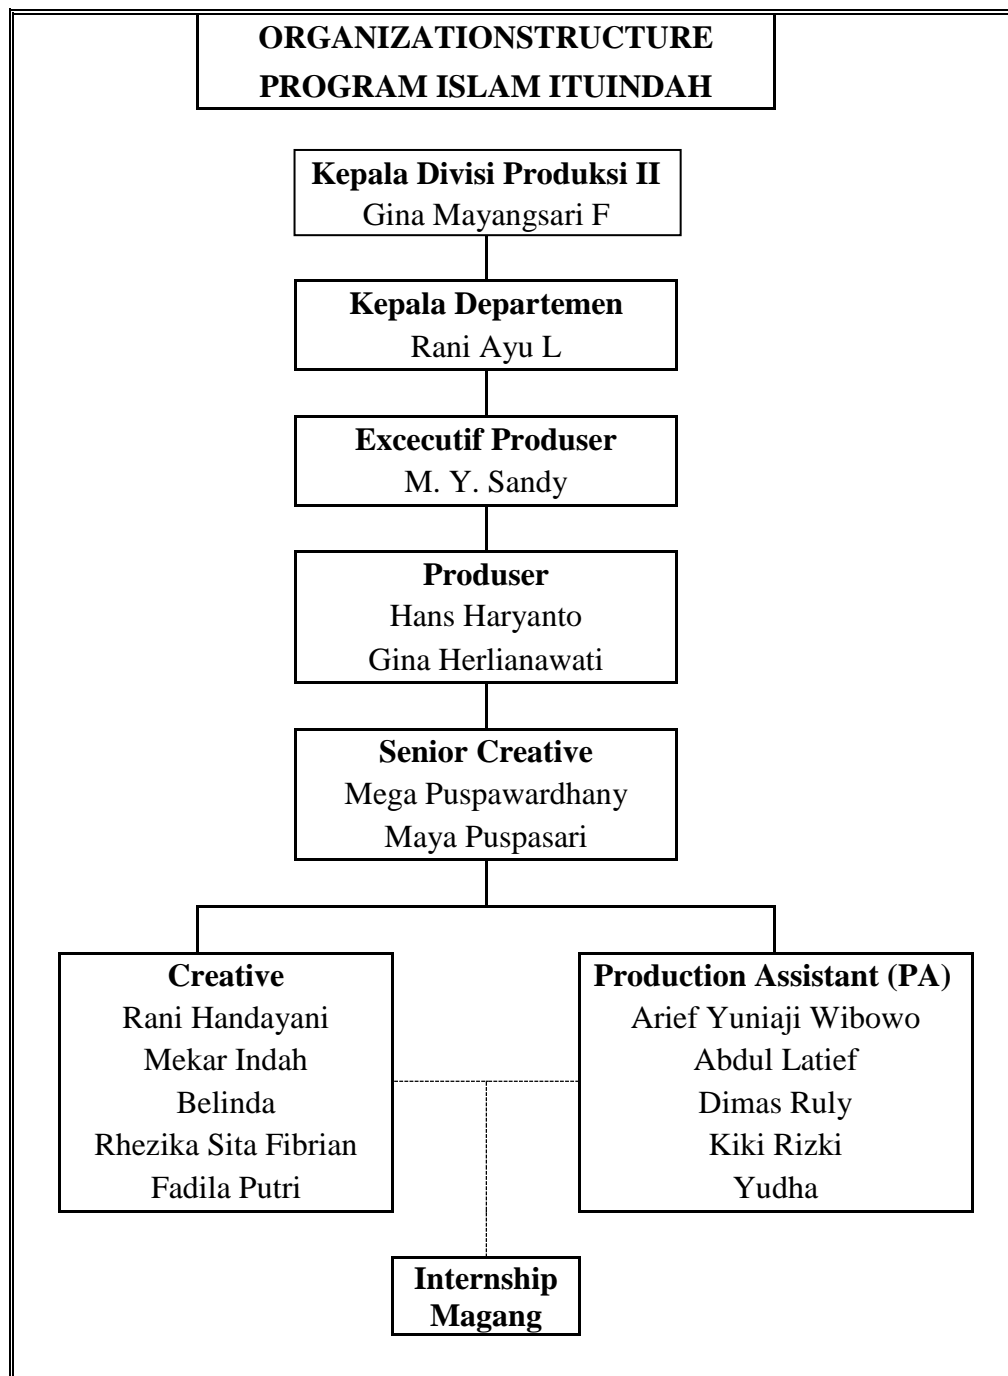 ORGANIZATIONSTRUCTURE
PROGRAM ISLAM ITUINDAH
Kepala Divisi Produksi II
Gina Mayangsari F
Kepala Departemen
Rani Ayu L
Excecutif Produser
M. Y. Sandy
Produser
Hans Haryanto
Gina Herlianawati
Senior Creative
Mega Puspawardhany
Maya Puspasari
Creative
Rani Handayani
Mekar Indah
Belinda
Rhezika Sita Fibrian
Fadila Putri
Production Assistant (PA)
Arief Yuniaji Wibowo
Abdul Latief
Dimas Ruly
Kiki Rizki
Yudha
Internship
Magang